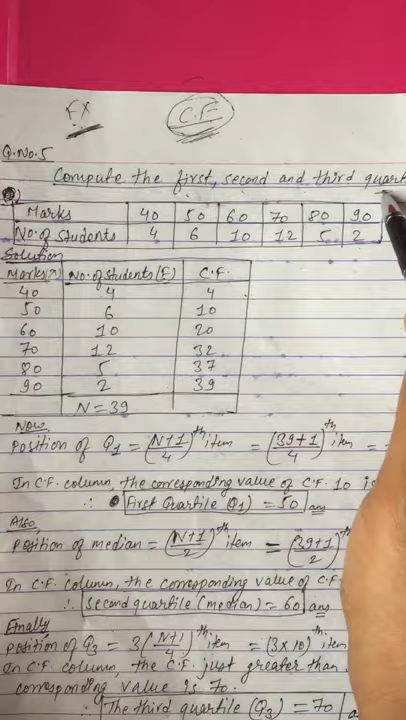 FX
C.F
Q.No.5
Compute the first, second and third quart
Marks 40 50 60 70 80 90
No. of students 4 6 10 12 5 2
Solution
Marks(x) No. of students (F) C.F.
40 4 4
50 6 10
60 10 20
70 12 32
80 5 37
90 2 39
N = 39
Now,
Position of Q1 = (N+1/4)th item = (39+1/4)th item =
In C.F. column, the corresponding value of C.F. 10 is
∴ First Quartile (Q1) = 50 ans
Also,
Position of median = (N+1/2)th item = (39+1/2)th
In C.F. column, the corresponding value of C.F
∴ Second quartile (median) = 60 ans
Finally
position of Q3 = 3(N+1/4)th item = (3×10)th item
In C.F. column, the C.F. just greater than
corresponding value is 70.
∴ The third quartile (Q3) = 70